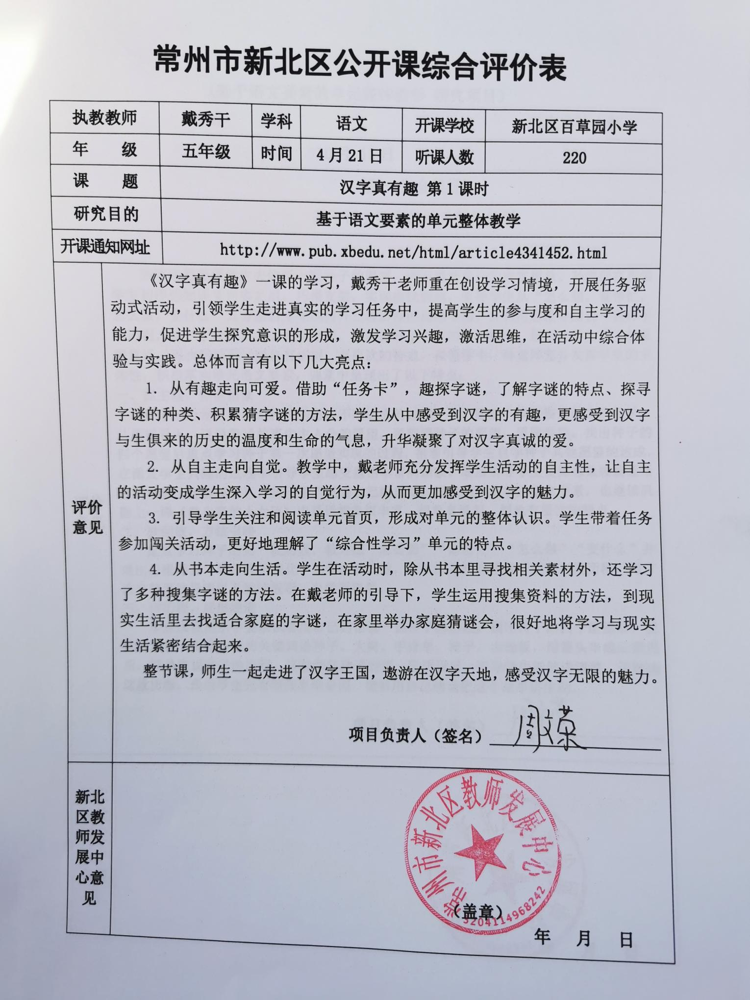 常州市新北区公开课综合评价表
执教教师 戴秀干 学科 语文 开课学校 新北区百草园小学
年 级 五年级 时间 4月21日 听课人数 220
课 题 汉字真有趣 第1课时
研究目的 基于语文要素的单元整体教学
开课通知网址 http://www.pub.xbedu.net/html/article4341452.html
评价
意见
《汉字真有趣》一课的学习，戴秀干老师重在创设学习情境，开展任务驱
动式活动，引领学生走进真实的学习任务中，提高学生的参与度和自主学习的
能力，促进学生探究意识的形成，激发学习兴趣，激活思维，在活动中综合体
验与实践。总体而言有以下几大亮点：
1. 从有趣走向可爱。借助“任务卡”，趣探字谜，了解字谜的特点、探寻
字谜的种类、积累猜字谜的方法，学生从中感受到汉字的有趣，更感受到汉字
与生俱来的历史的温度和生命的气息，升华凝聚了对汉字真诚的爱。
2. 从自主走向自觉。教学中，戴老师充分发挥学生活动的自主性，让自主
的活动变成学生深入学习的自觉行为，从而更加感受到汉字的魅力。
3. 引导学生关注和阅读单元首页，形成对单元的整体认识。学生带着任务
参加闯关活动，更好地理解了“综合性学习”单元的特点。
4. 从书本走向生活。学生在活动时，除从书本里寻找相关素材外，还学习
了多种搜集字谜的方法。在戴老师的引导下，学生运用搜集资料的方法，到现
实生活里去找适合家庭的字谜，在家里举办家庭猜谜会，很好地将学习与现实
生活紧密结合起来。
整节课，师生一起走进了汉字王国，遨游在汉字天地，感受汉字无限的魅力。
项目负责人（签名） 周文荣
新北
区教
师发
展中
心意
见
常州市新北区教师发展中心
（盖章）
3204114968242
年 月 日